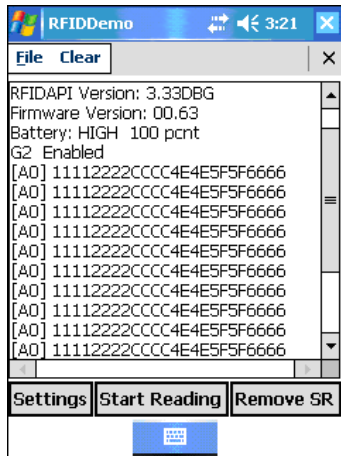 RFIDDemo 3:21
File Clear
RFIDAPI Version: 3.33DBG
Firmware Version: 00.63
Battery: HIGH 100 pcnt
G2 Enabled
[A0] 11112222CCCC4E4E5F5F6666
[A0] 11112222CCCC4E4E5F5F6666
[A0] 11112222CCCC4E4E5F5F6666
[A0] 11112222CCCC4E4E5F5F6666
[A0] 11112222CCCC4E4E5F5F6666
[A0] 11112222CCCC4E4E5F5F6666
[A0] 11112222CCCC4E4E5F5F6666
[A0] 11112222CCCC4E4E5F5F6666
[A0] 11112222CCCC4E4E5F5F6666
[A0] 11112222CCCC4E4E5F5F6666
Settings Start Reading Remove SR